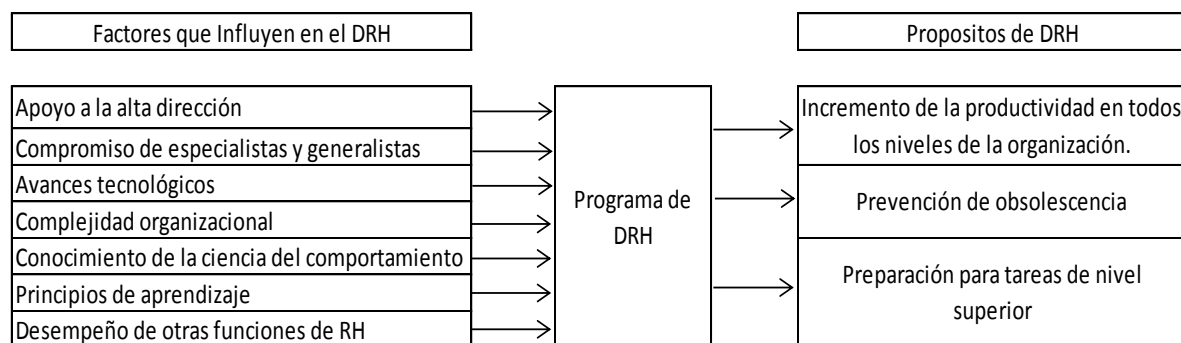 Factores que Influyen en el DRH
Propositos de DRH
Apoyo a la alta dirección
Compromiso de especialistas y generalistas
Avances tecnológicos
Complejidad organizacional
Conocimiento de la ciencia del comportamiento
Principios de aprendizaje
Desempeño de otras funciones de RH
Programa de
DRH
Incremento de la productividad en todos
los niveles de la organización.
Prevención de obsolescencia
Preparación para tareas de nivel
superior